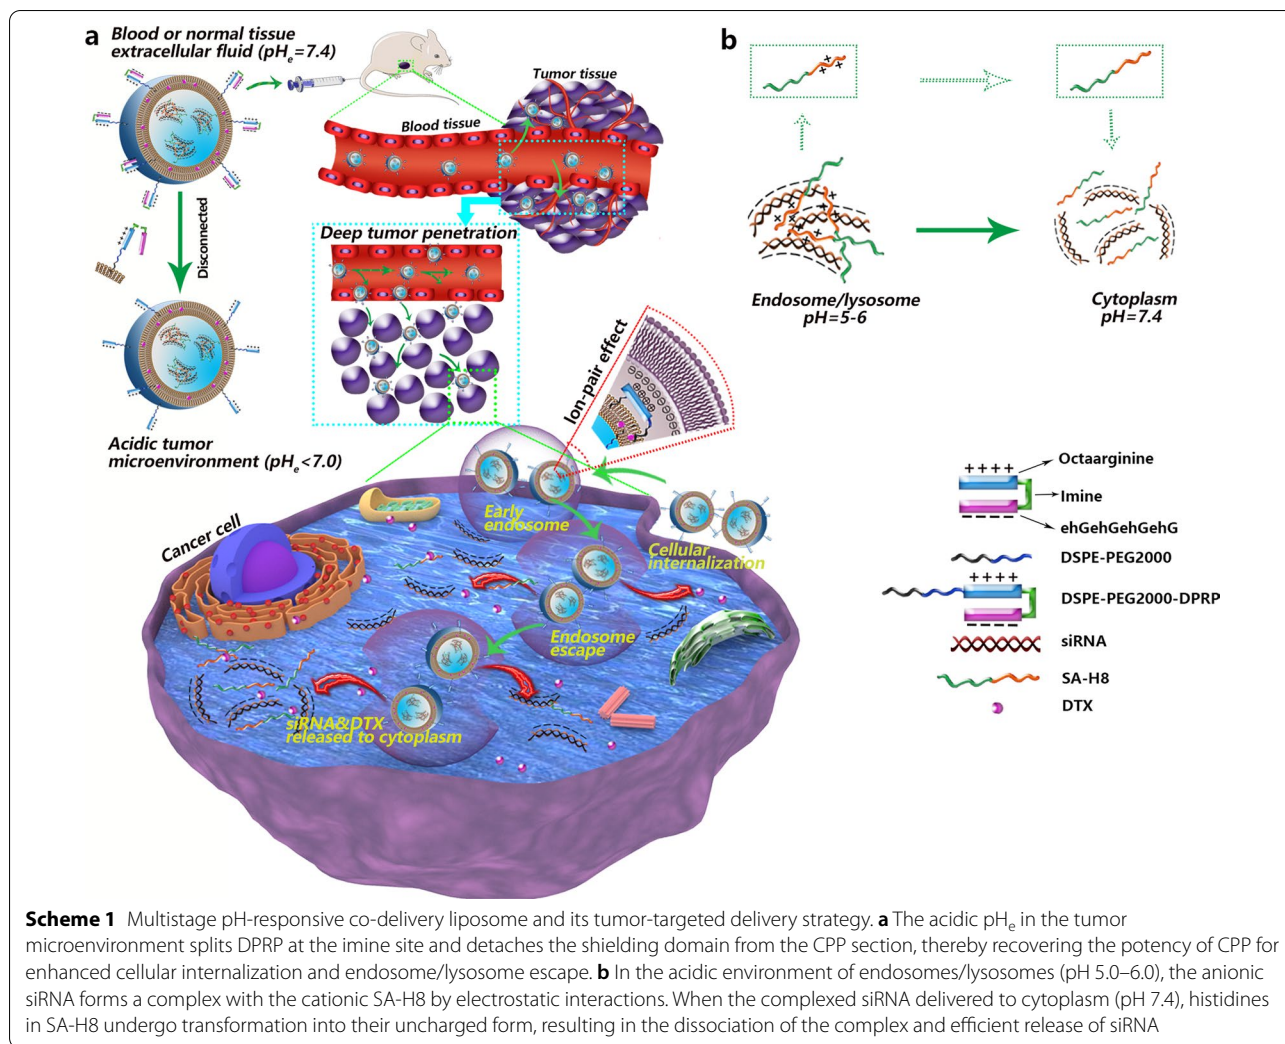 a
Blood or normal tissue
extracellular fluid (pHe=7.4)
Tumor tissue
Blood tissue
Disconnected
Deep tumor penetration
Acidic tumor
microenvironment (pHe<7.0)
Ion-pair effect
Early
endosome
Cellular
internalization
Cancer cell
Endosome
escape
siRNA&DTX
released to cytoplasm
b
++
++
Endosome/lysosome
pH=5-6
Cytoplasm
pH=7.4
++++
Octaarginine
Imine
ehGehGehGehG
DSPE-PEG2000
++++
DSPE-PEG2000-DPRP
siRNA
SA-H8
DTX
Scheme 1 Multistage pH-responsive co-delivery liposome and its tumor-targeted delivery strategy. a The acidic pHe in the tumor
microenvironment splits DPRP at the imine site and detaches the shielding domain from the CPP section, thereby recovering the potency of CPP for
enhanced cellular internalization and endosome/lysosome escape. b In the acidic environment of endosomes/lysosomes (pH 5.0–6.0), the anionic
siRNA forms a complex with the cationic SA-H8 by electrostatic interactions. When the complexed siRNA delivered to cytoplasm (pH 7.4), histidines
in SA-H8 undergo transformation into their uncharged form, resulting in the dissociation of the complex and efficient release of siRNA